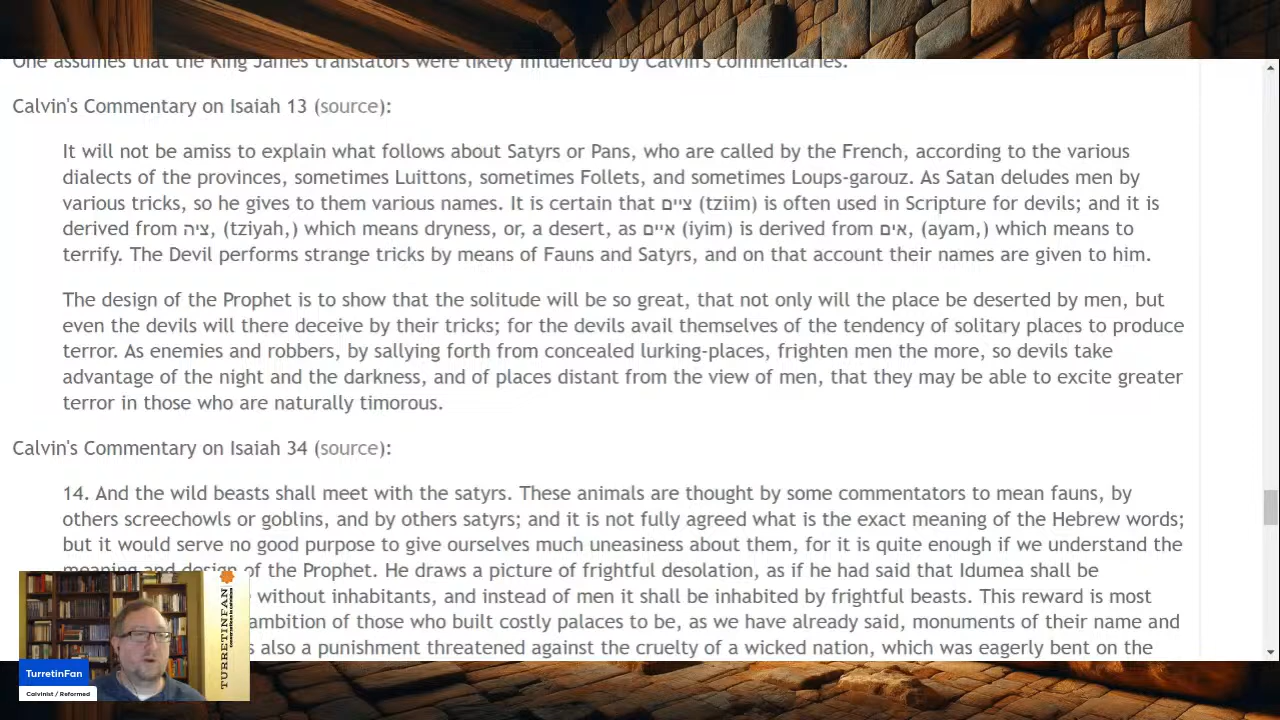 One assumes that the King James translators were likely influenced by Calvin's commentaries.
Calvin's Commentary on Isaiah 13 (source):
It will not be amiss to explain what follows about Satyrs or Pans, who are called by the French, according to the various
dialects of the provinces, sometimes Luittons, sometimes Follets, and sometimes Loups-garouz. As Satan deludes men by
various tricks, so he gives to them various names. It is certain that ציים (tziim) is often used in Scripture for devils; and it is
derived from ציה, (tziyah,) which means dryness, or, a desert, as איים (iyim) is derived from אים, (ayam,) which means to
terrify. The Devil performs strange tricks by means of Fauns and Satyrs, and on that account their names are given to him.
The design of the Prophet is to show that the solitude will be so great, that not only will the place be deserted by men, but
even the devils will there deceive by their tricks; for the devils avail themselves of the tendency of solitary places to produce
terror. As enemies and robbers, by sallying forth from concealed lurking-places, frighten men the more, so devils take
advantage of the night and the darkness, and of places distant from the view of men, that they may be able to excite greater
terror in those who are naturally timorous.
Calvin's Commentary on Isaiah 34 (source):
14. And the wild beasts shall meet with the satyrs. These animals are thought by some commentators to mean fauns, by
others screechowls or goblins, and by others satyrs; and it is not fully agreed what is the exact meaning of the Hebrew words;
but it would serve no good purpose to give ourselves much uneasiness about them, for it is quite enough if we understand the
meaning and design of the Prophet. He draws a picture of frightful desolation, as if he had said that Idumea shall be
without inhabitants, and instead of men it shall be inhabited by frightful beasts. This reward is most
ambition of those who built costly palaces to be, as we have already said, monuments of their name and
also a punishment threatened against the cruelty of a wicked nation, which was eagerly bent on the
TURRETINFAN
TurretinFan
Calvinist / Reformed